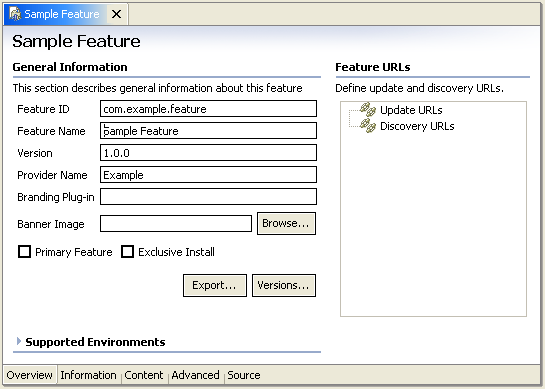 Sample Feature
Sample Feature
General Information
This section describes general information about this feature
Feature ID com.example.feature
Feature Name Sample Feature
Version 1.0.0
Provider Name Example
Branding Plug-in
Banner Image Browse...
Primary Feature Exclusive Install
Export... Versions...
Supported Environments
Feature URLs
Define update and discovery URLs.
Update URLs
Discovery URLs
Overview Information Content Advanced Source